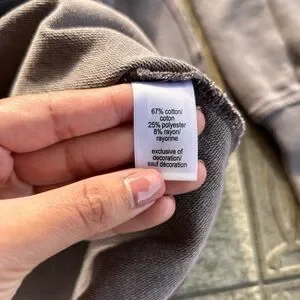 67% cotton/
coton
25% polyester
8% rayon/
rayonne
exclusive of
decoration/
sauf décoration